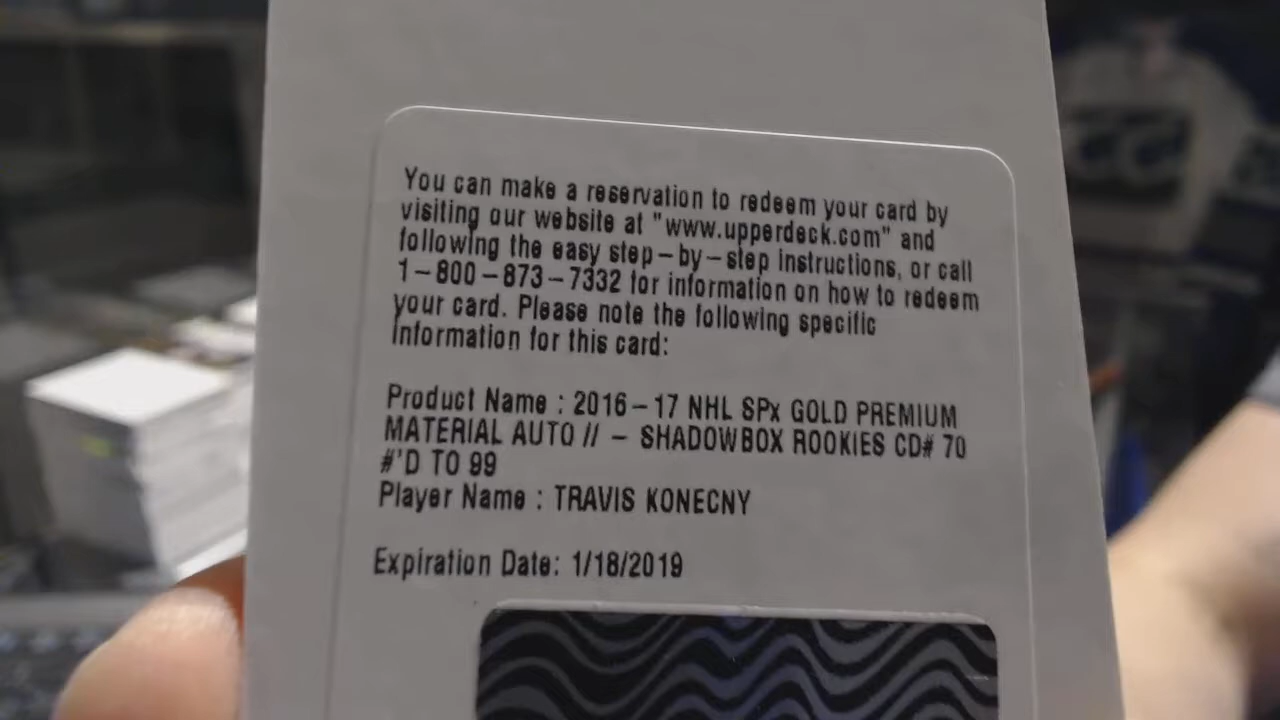 You can make a reservation to redeem your card by
visiting our website at "www.upperdeck.com" and
following the easy step-by-step instructions, or call
1-800-873-7332 for information on how to redeem
your card. Please note the following specific
information for this card:
Product Name : 2016-17 NHL SPx GOLD PREMIUM
MATERIAL AUTO // - SHADOWBOX ROOKIES CD# 70
#'D TO 99
Player Name : TRAVIS KONECNY
Expiration Date: 1/18/2019